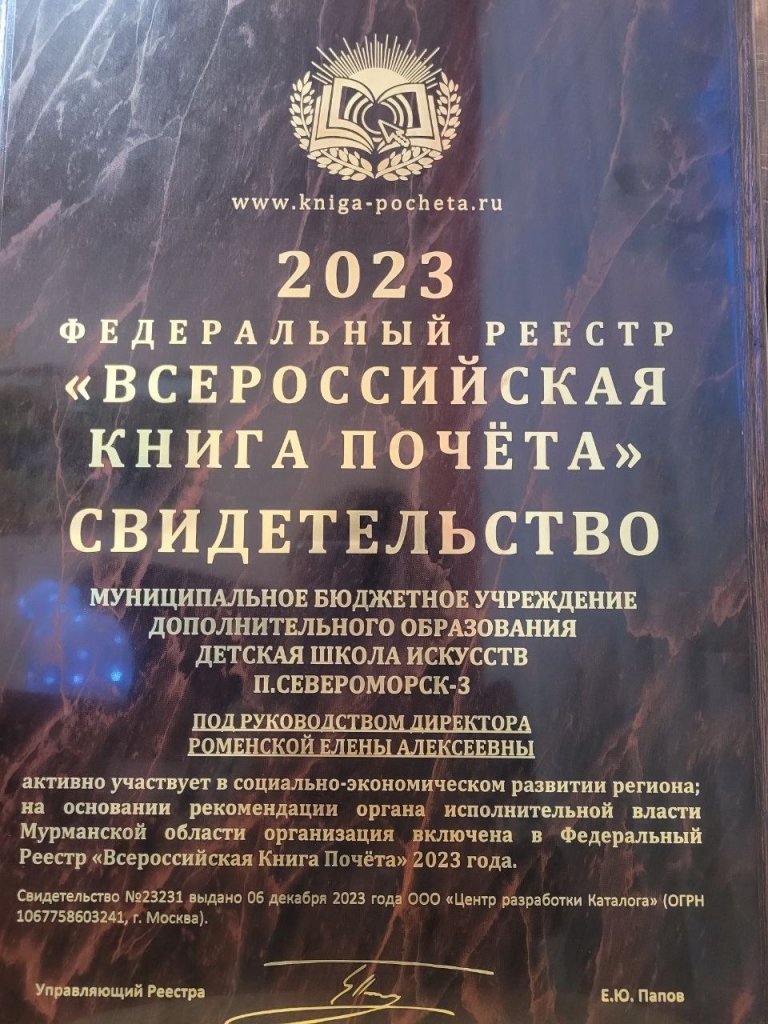 www.kniga-pocheta.ru
2023
ФЕДЕРАЛЬНЫЙ РЕЕСТР
«ВСЕРОССИЙСКАЯ
КНИГА ПОЧЁТА»
СВИДЕТЕЛЬСТВО
МУНИЦИПАЛЬНОЕ БЮДЖЕТНОЕ УЧРЕЖДЕНИЕ
ДОПОЛНИТЕЛЬНОГО ОБРАЗОВАНИЯ
ДЕТСКАЯ ШКОЛА ИСКУССТВ
П.СЕВЕРОМОРСК-3
ПОД РУКОВОДСТВОМ ДИРЕКТОРА
РОМЕНСКОЙ ЕЛЕНЫ АЛЕКСЕЕВНЫ
активно участвует в социально-экономическом развитии региона;
на основании рекомендации органа исполнительной власти
Мурманской области организация включена в Федеральный
Реестр «Всероссийская Книга Почёта» 2023 года.
Свидетельство №23231 выдано 06 декабря 2023 года ООО «Центр разработки Каталога» (ОГРН
1067758603241, г. Москва).
Управляющий Реестра Е.Ю. Папов